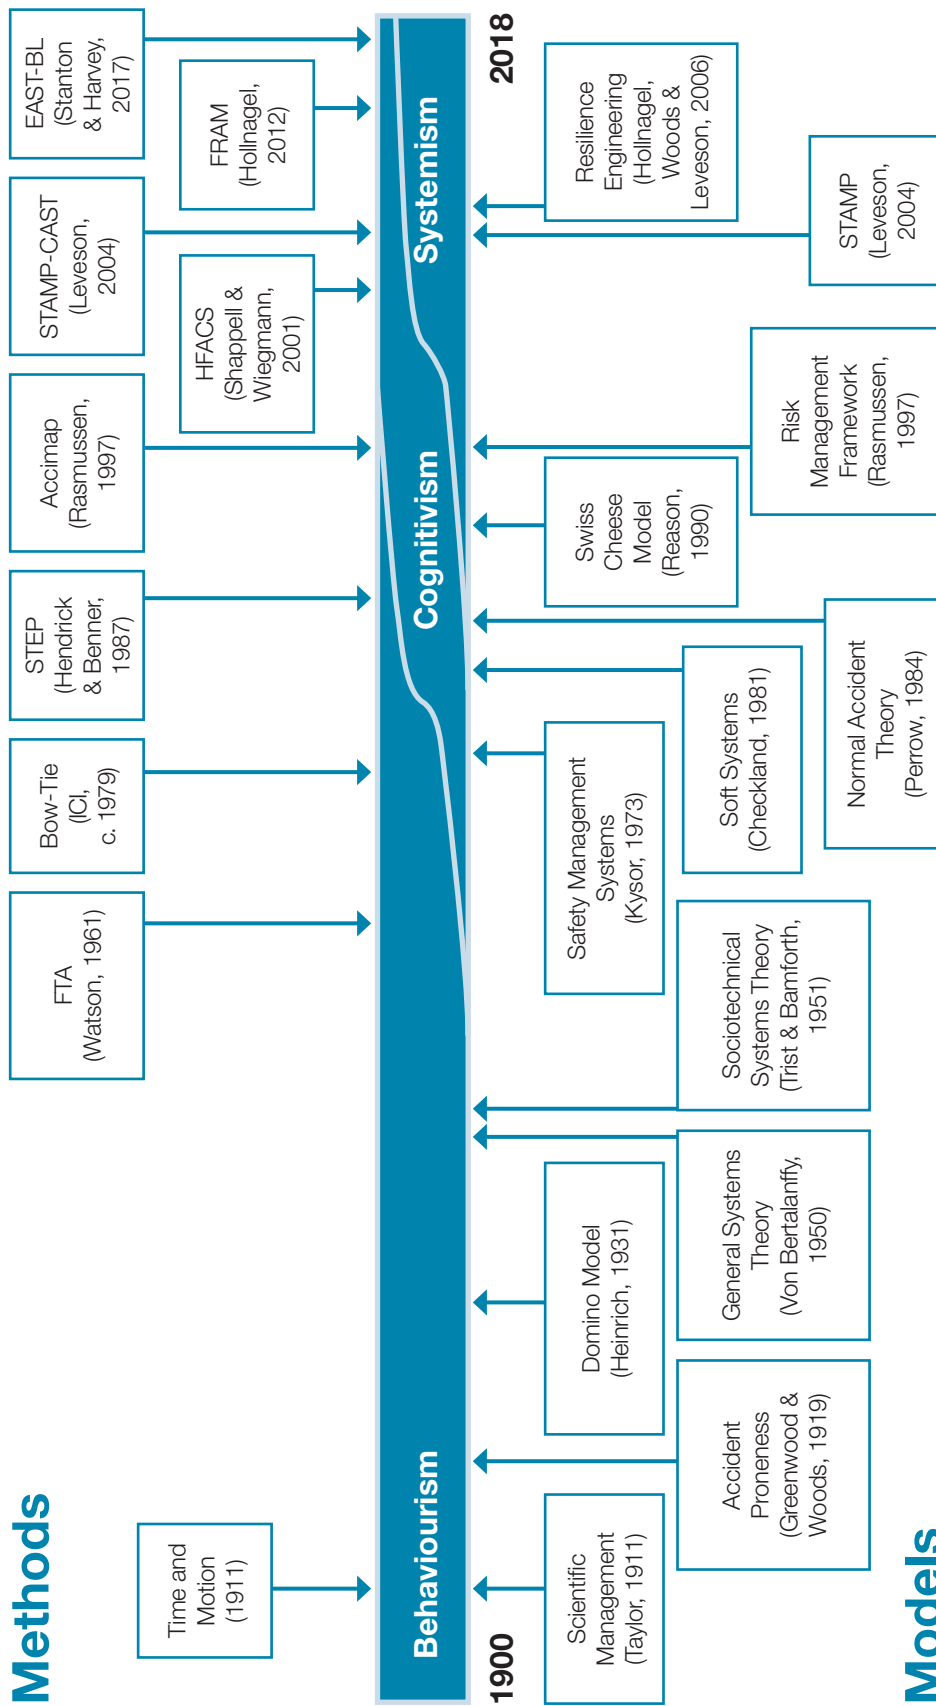 Methods
Time and
Motion
(1911)
FTA
(Watson, 1961)
Bow-Tie
(ICI,
c. 1979)
STEP
(Hendrick
& Benner,
1987)
Accimap
(Rasmussen,
1997)
HFACS
(Shappell &
Wiegmann,
2001)
STAMP-CAST
(Leveson,
2004)
FRAM
(Hollnagel,
2012)
EAST-BL
(Stanton
& Harvey,
2017)
Behaviourism
Cognitivism
Systemism
1900
2018
Scientific
Management
(Taylor, 1911)
Accident
Proneness
(Greenwood &
Woods, 1919)
Domino Model
(Heinrich, 1931)
General Systems
Theory
(Von Bertalanffy,
1950)
Sociotechnical
Systems Theory
(Trist & Bamforth,
1951)
Safety Management
Systems
(Kysor, 1973)
Soft Systems
(Checkland, 1981)
Normal Accident
Theory
(Perrow, 1984)
Swiss
Cheese
Model
(Reason,
1990)
Risk
Management
Framework
(Rasmussen,
1997)
STAMP
(Leveson,
2004)
Resilience
Engineering
(Hollnagel,
Woods &
Leveson, 2006)
Models